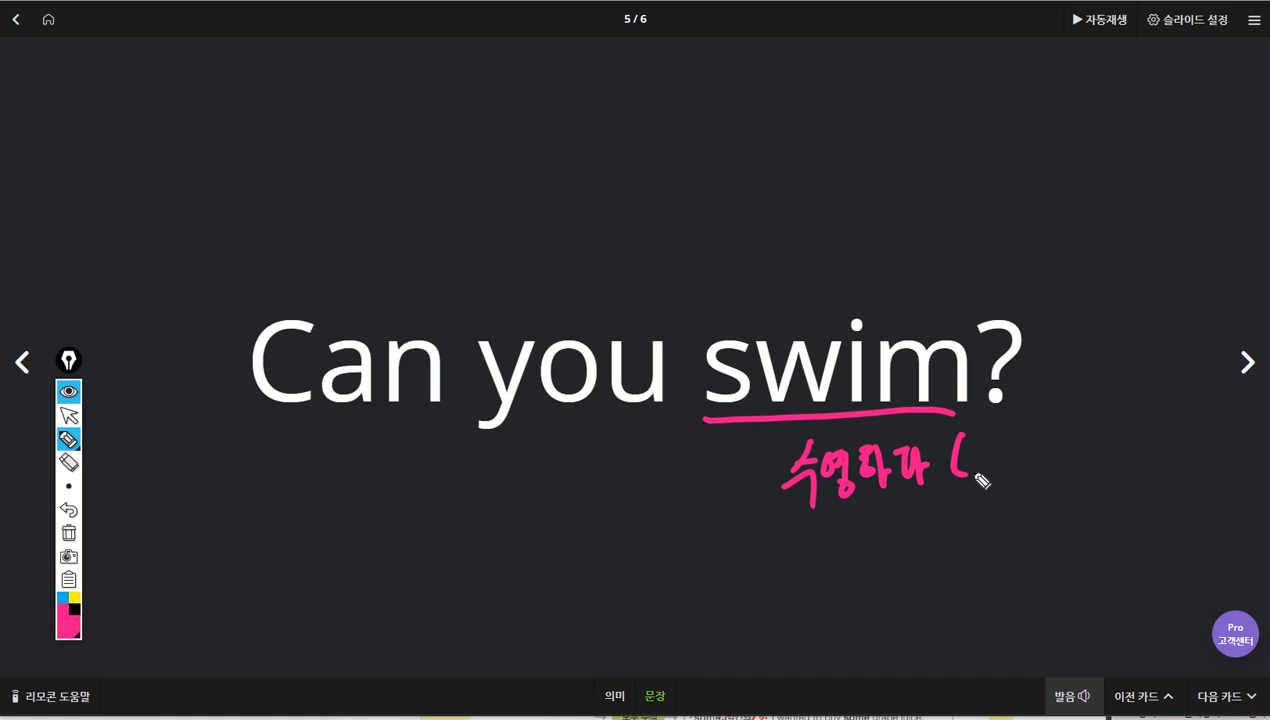 5 / 6
자동재생
슬라이드 설정
Can you swim?
수영하다 (
Pro
고객센터
리모콘 도움말
의미
문장
발음
이전 카드
다음 카드